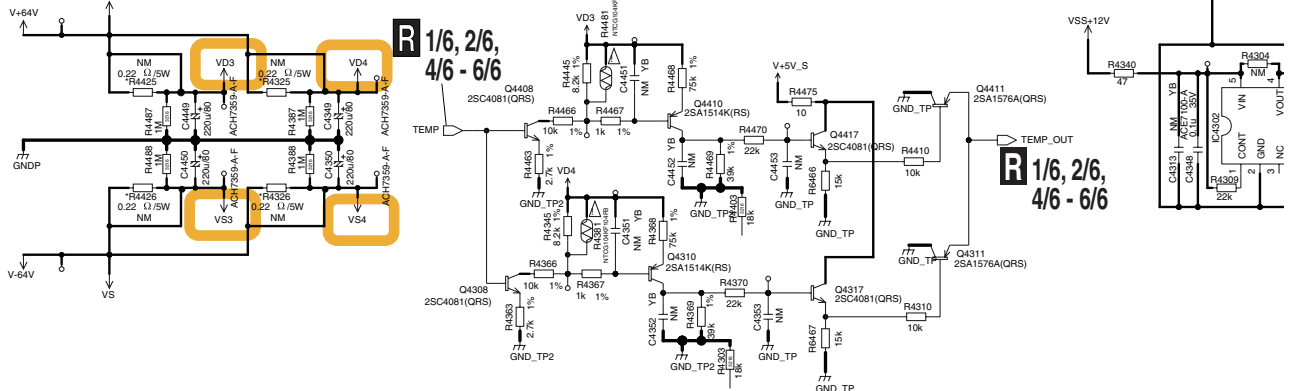 V+64V
NM
0.22 Ω/5W
*R4425
VD3
NM
0.22 Ω/5W
*R4325
VD4
ACH7359-A-F
ACH7359-A-F
R4487
1M
C4449
220u/80
R4387
1M
C4349
220u/80
GNDP
R4488
1M
C4450
220u/80
ACH7359-A-F
R4388
1M
C4350
220u/80
ACH7359-A-F
*R4426
0.22 Ω/5W
NM
VS3
*R4326
0.22 Ω/5W
NM
VS4
V-64V
VS
R 1/6, 2/6,
4/6 - 6/6
TEMP
Q4408
2SC4081(QRS)
R4466
10k 1%
R4463
2.7k 1%
GND_TP2
VD3
R4445
8.2k 1%
R4481
R4467
1k 1%
C4451
NM YB
R4468
75k 1%
Q4410
2SA1514K(RS)
C4452
NM YB
R4469
39k 1%
GND_TP2
R4403
18k
R4470
22k
C4453
NM
GND_TP
V+5V_S
R4475
10
Q4417
2SC4081(QRS)
R6466
15k
GND_TP
R4410
10k
GND_TP
Q4411
2SA1576A(QRS)
TEMP_OUT
R 1/6, 2/6,
4/6 - 6/6
Q4308
2SC4081(QRS)
R4366
10k 1%
R4363
2.7k 1%
GND_TP2
VD4
R4345
8.2k 1%
R4381
NTCG104KF104FB
R4367
1k 1%
C4351
NM YB
R4368
75k 1%
Q4310
2SA1514K(RS)
C4352
NM YB
R4369
39k 1%
GND_TP2
R4303
18k
R4370
22k
C4353
NM
GND_TP
Q4317
2SC4081(QRS)
R6467
15k
GND_TP
R4310
10k
GND_TP
Q4311
2SA1576A(QRS)
VSS+12V
R4340
47
C4313
NM YB
ACE7100-A
C4348
0.1u 35V
R4309
22k
R4304
NM
IC4302
5
VIN
4
VOUT
CONT
1
GND
2
NC
3